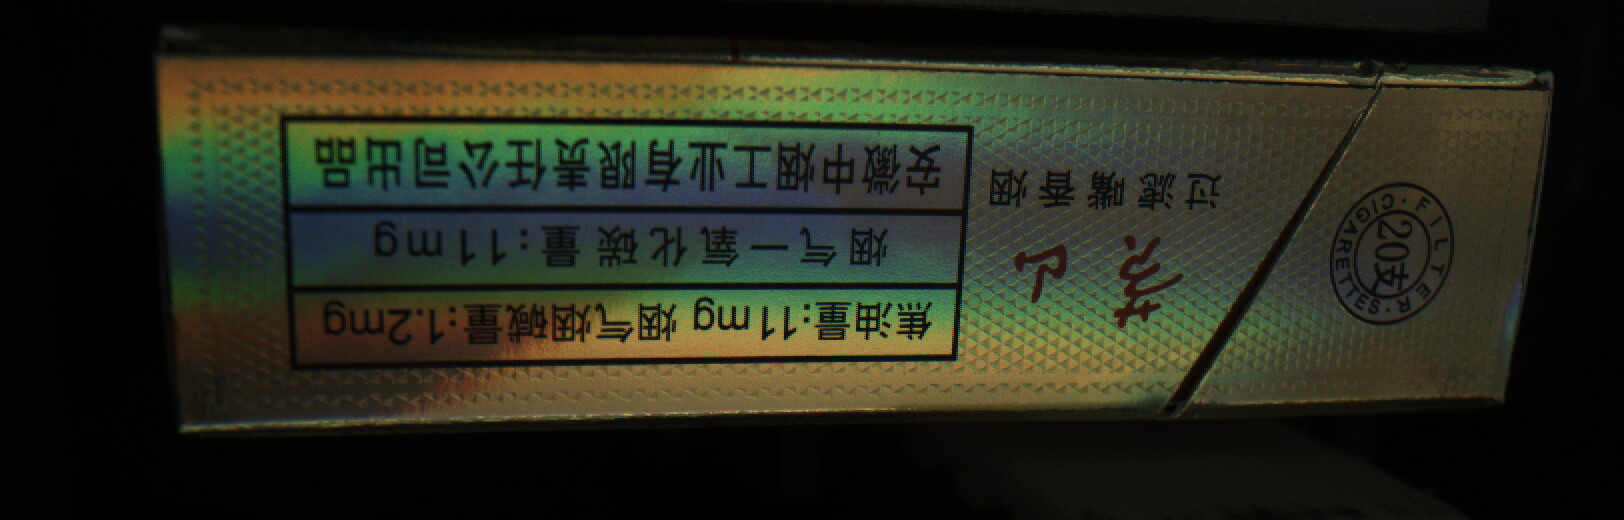 FILTER·CIGARETTES·
20支
黄山
过滤嘴香烟
焦油量:11mg 烟气烟碱量:1.2mg
烟气一氧化碳量:11mg
安徽中烟工业有限责任公司出品